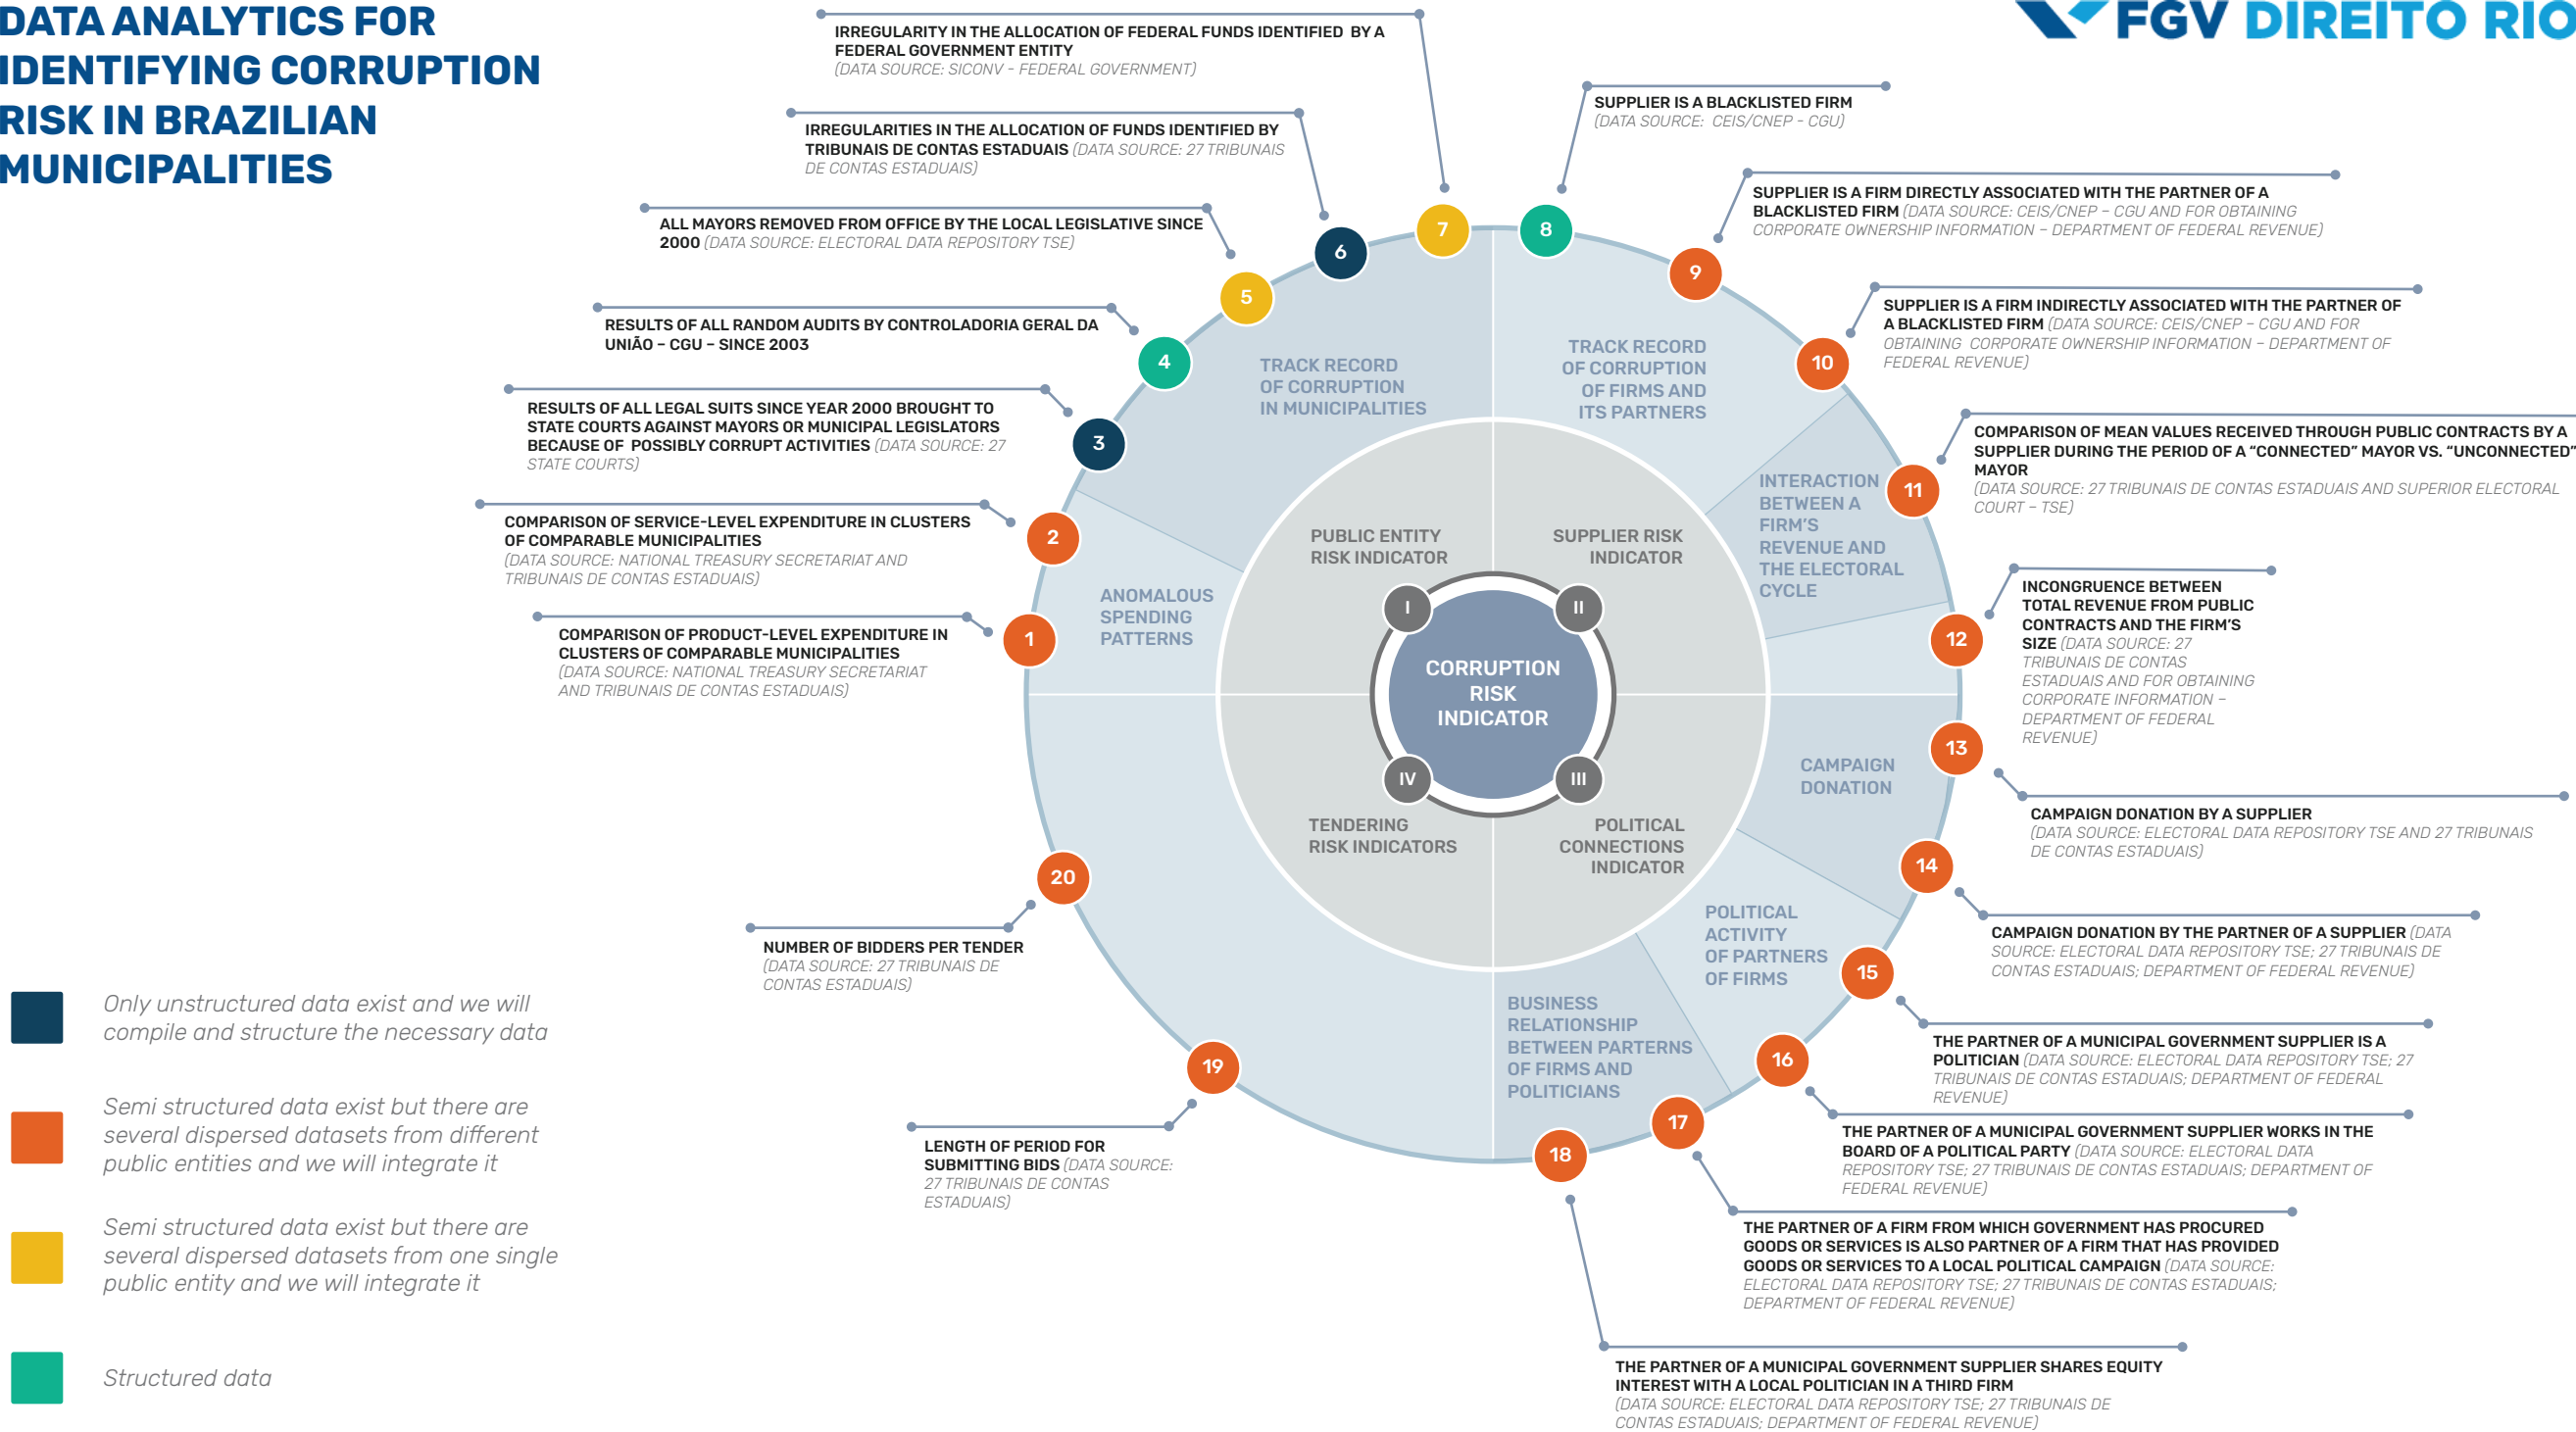 DATA ANALYTICS FOR
IDENTIFYING CORRUPTION
RISK IN BRAZILIAN
MUNICIPALITIES
FGV DIREITO RIO
IRREGULARITY IN THE ALLOCATION OF FEDERAL FUNDS IDENTIFIED BY A
FEDERAL GOVERNMENT ENTITY
(DATA SOURCE: SICONV - FEDERAL GOVERNMENT)
IRREGULARITIES IN THE ALLOCATION OF FUNDS IDENTIFIED BY
TRIBUNAIS DE CONTAS ESTADUAIS (DATA SOURCE: 27 TRIBUNAIS
DE CONTAS ESTADUAIS)
ALL MAYORS REMOVED FROM OFFICE BY THE LOCAL LEGISLATIVE SINCE
2000 (DATA SOURCE: ELECTORAL DATA REPOSITORY TSE)
RESULTS OF ALL RANDOM AUDITS BY CONTROLADORIA GERAL DA
UNIÃO – CGU – SINCE 2003
RESULTS OF ALL LEGAL SUITS SINCE YEAR 2000 BROUGHT TO
STATE COURTS AGAINST MAYORS OR MUNICIPAL LEGISLATORS
BECAUSE OF POSSIBLY CORRUPT ACTIVITIES (DATA SOURCE: 27
STATE COURTS)
COMPARISON OF SERVICE-LEVEL EXPENDITURE IN CLUSTERS
OF COMPARABLE MUNICIPALITIES
(DATA SOURCE: NATIONAL TREASURY SECRETARIAT AND
TRIBUNAIS DE CONTAS ESTADUAIS)
COMPARISON OF PRODUCT-LEVEL EXPENDITURE IN
CLUSTERS OF COMPARABLE MUNICIPALITIES
(DATA SOURCE: NATIONAL TREASURY SECRETARIAT
AND TRIBUNAIS DE CONTAS ESTADUAIS)
SUPPLIER IS A BLACKLISTED FIRM
(DATA SOURCE: CEIS/CNEP - CGU)
SUPPLIER IS A FIRM DIRECTLY ASSOCIATED WITH THE PARTNER OF A
BLACKLISTED FIRM (DATA SOURCE: CEIS/CNEP – CGU AND FOR OBTAINING
CORPORATE OWNERSHIP INFORMATION – DEPARTMENT OF FEDERAL REVENUE)
SUPPLIER IS A FIRM INDIRECTLY ASSOCIATED WITH THE PARTNER OF
A BLACKLISTED FIRM (DATA SOURCE: CEIS/CNEP – CGU AND FOR
OBTAINING CORPORATE OWNERSHIP INFORMATION – DEPARTMENT OF
FEDERAL REVENUE)
COMPARISON OF MEAN VALUES RECEIVED THROUGH PUBLIC CONTRACTS BY A
SUPPLIER DURING THE PERIOD OF A “CONNECTED” MAYOR VS. “UNCONNECTED”
MAYOR
(DATA SOURCE: 27 TRIBUNAIS DE CONTAS ESTADUAIS AND SUPERIOR ELECTORAL
COURT – TSE)
INCONGRUENCE BETWEEN
TOTAL REVENUE FROM PUBLIC
CONTRACTS AND THE FIRM’S
SIZE (DATA SOURCE: 27
TRIBUNAIS DE CONTAS
ESTADUAIS AND FOR OBTAINING
CORPORATE INFORMATION –
DEPARTMENT OF FEDERAL
REVENUE)
CAMPAIGN DONATION BY A SUPPLIER
(DATA SOURCE: ELECTORAL DATA REPOSITORY TSE AND 27 TRIBUNAIS
DE CONTAS ESTADUAIS)
CAMPAIGN DONATION BY THE PARTNER OF A SUPPLIER (DATA
SOURCE: ELECTORAL DATA REPOSITORY TSE; 27 TRIBUNAIS DE
CONTAS ESTADUAIS; DEPARTMENT OF FEDERAL REVENUE)
THE PARTNER OF A MUNICIPAL GOVERNMENT SUPPLIER IS A
POLITICIAN (DATA SOURCE: ELECTORAL DATA REPOSITORY TSE; 27
TRIBUNAIS DE CONTAS ESTADUAIS; DEPARTMENT OF FEDERAL
REVENUE)
THE PARTNER OF A MUNICIPAL GOVERNMENT SUPPLIER WORKS IN THE
BOARD OF A POLITICAL PARTY (DATA SOURCE: ELECTORAL DATA
REPOSITORY TSE; 27 TRIBUNAIS DE CONTAS ESTADUAIS; DEPARTMENT OF
FEDERAL REVENUE)
THE PARTNER OF A FIRM FROM WHICH GOVERNMENT HAS PROCURED
GOODS OR SERVICES IS ALSO PARTNER OF A FIRM THAT HAS PROVIDED
GOODS OR SERVICES TO A LOCAL POLITICAL CAMPAIGN (DATA SOURCE:
ELECTORAL DATA REPOSITORY TSE; 27 TRIBUNAIS DE CONTAS ESTADUAIS;
DEPARTMENT OF FEDERAL REVENUE)
THE PARTNER OF A MUNICIPAL GOVERNMENT SUPPLIER SHARES EQUITY
INTEREST WITH A LOCAL POLITICIAN IN A THIRD FIRM
(DATA SOURCE: ELECTORAL DATA REPOSITORY TSE; 27 TRIBUNAIS DE
CONTAS ESTADUAIS; DEPARTMENT OF FEDERAL REVENUE)
LENGTH OF PERIOD FOR
SUBMITTING BIDS (DATA SOURCE:
27 TRIBUNAIS DE CONTAS
ESTADUAIS)
NUMBER OF BIDDERS PER TENDER
(DATA SOURCE: 27 TRIBUNAIS DE
CONTAS ESTADUAIS)
1
2
3
4
5
6
7
8
9
10
11
12
13
14
15
16
17
18
19
20
TRACK RECORD
OF CORRUPTION
IN MUNICIPALITIES
ANOMALOUS
SPENDING
PATTERNS
TRACK RECORD
OF CORRUPTION
OF FIRMS AND
ITS PARTNERS
INTERACTION
BETWEEN A
FIRM’S
REVENUE AND
THE ELECTORAL
CYCLE
CAMPAIGN
DONATION
POLITICAL
ACTIVITY
OF PARTNERS
OF FIRMS
BUSINESS
RELATIONSHIP
BETWEEN PARTERNS
OF FIRMS AND
POLITICIANS
PUBLIC ENTITY
RISK INDICATOR
SUPPLIER RISK
INDICATOR
I
II
CORRUPTION
RISK
INDICATOR
IV
III
TENDERING
RISK INDICATORS
POLITICAL
CONNECTIONS
INDICATOR
Only unstructured data exist and we will
compile and structure the necessary data
Semi structured data exist but there are
several dispersed datasets from different
public entities and we will integrate it
Semi structured data exist but there are
several dispersed datasets from one single
public entity and we will integrate it
Structured data